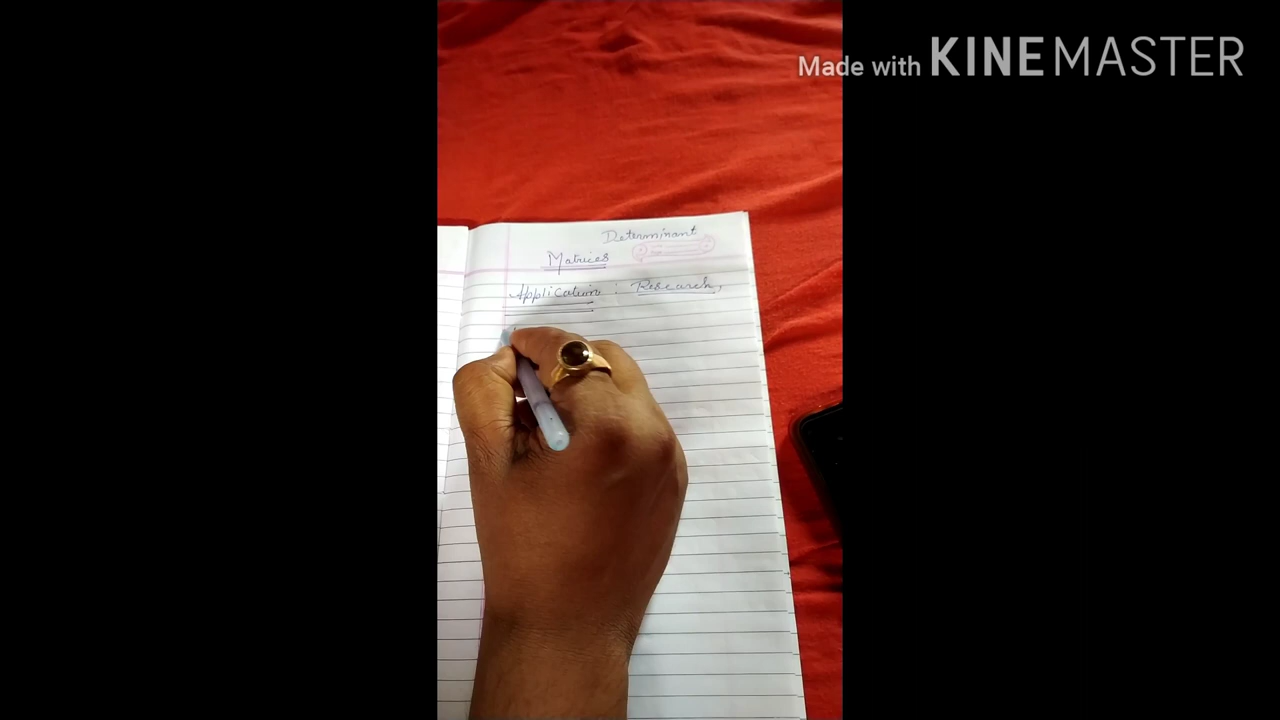 Made with KINEMASTER
Determinant
Matrices
Application : Research,